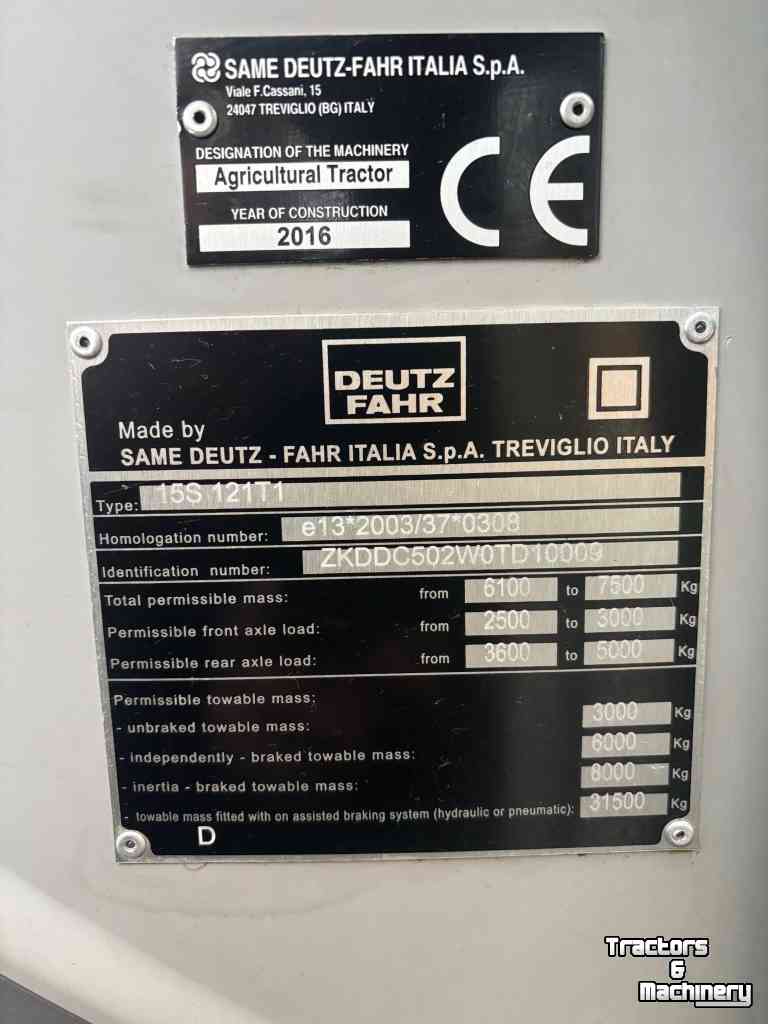 SAME DEUTZ-FAHR ITALIA S.p.A.
Viale F.Cassani, 15
24047 TREVIGLIO (BG) ITALY
DESIGNATION OF THE MACHINERY
Agricultural Tractor
YEAR OF CONSTRUCTION
2016
CE
DEUTZ
FAHR
Made by
SAME DEUTZ - FAHR ITALIA S.p.A. TREVIGLIO ITALY
Type: 15S 121T1
Homologation number: e13*2003/37*0308
Identification number: ZKDDC502W0TD10009
Total permissible mass: from 6100 to 7500 Kg
Permissible front axle load: from 2500 to 3000 Kg
Permissible rear axle load: from 3600 to 5000 Kg
Permissible towable mass:
- unbraked towable mass: 3000 Kg
- independently - braked towable mass: 6000 Kg
- inertia - braked towable mass: 8000 Kg
- towable mass fitted with on assisted braking system (hydraulic or pneumatic): 31500 Kg
D
Tractors
&
Machinery